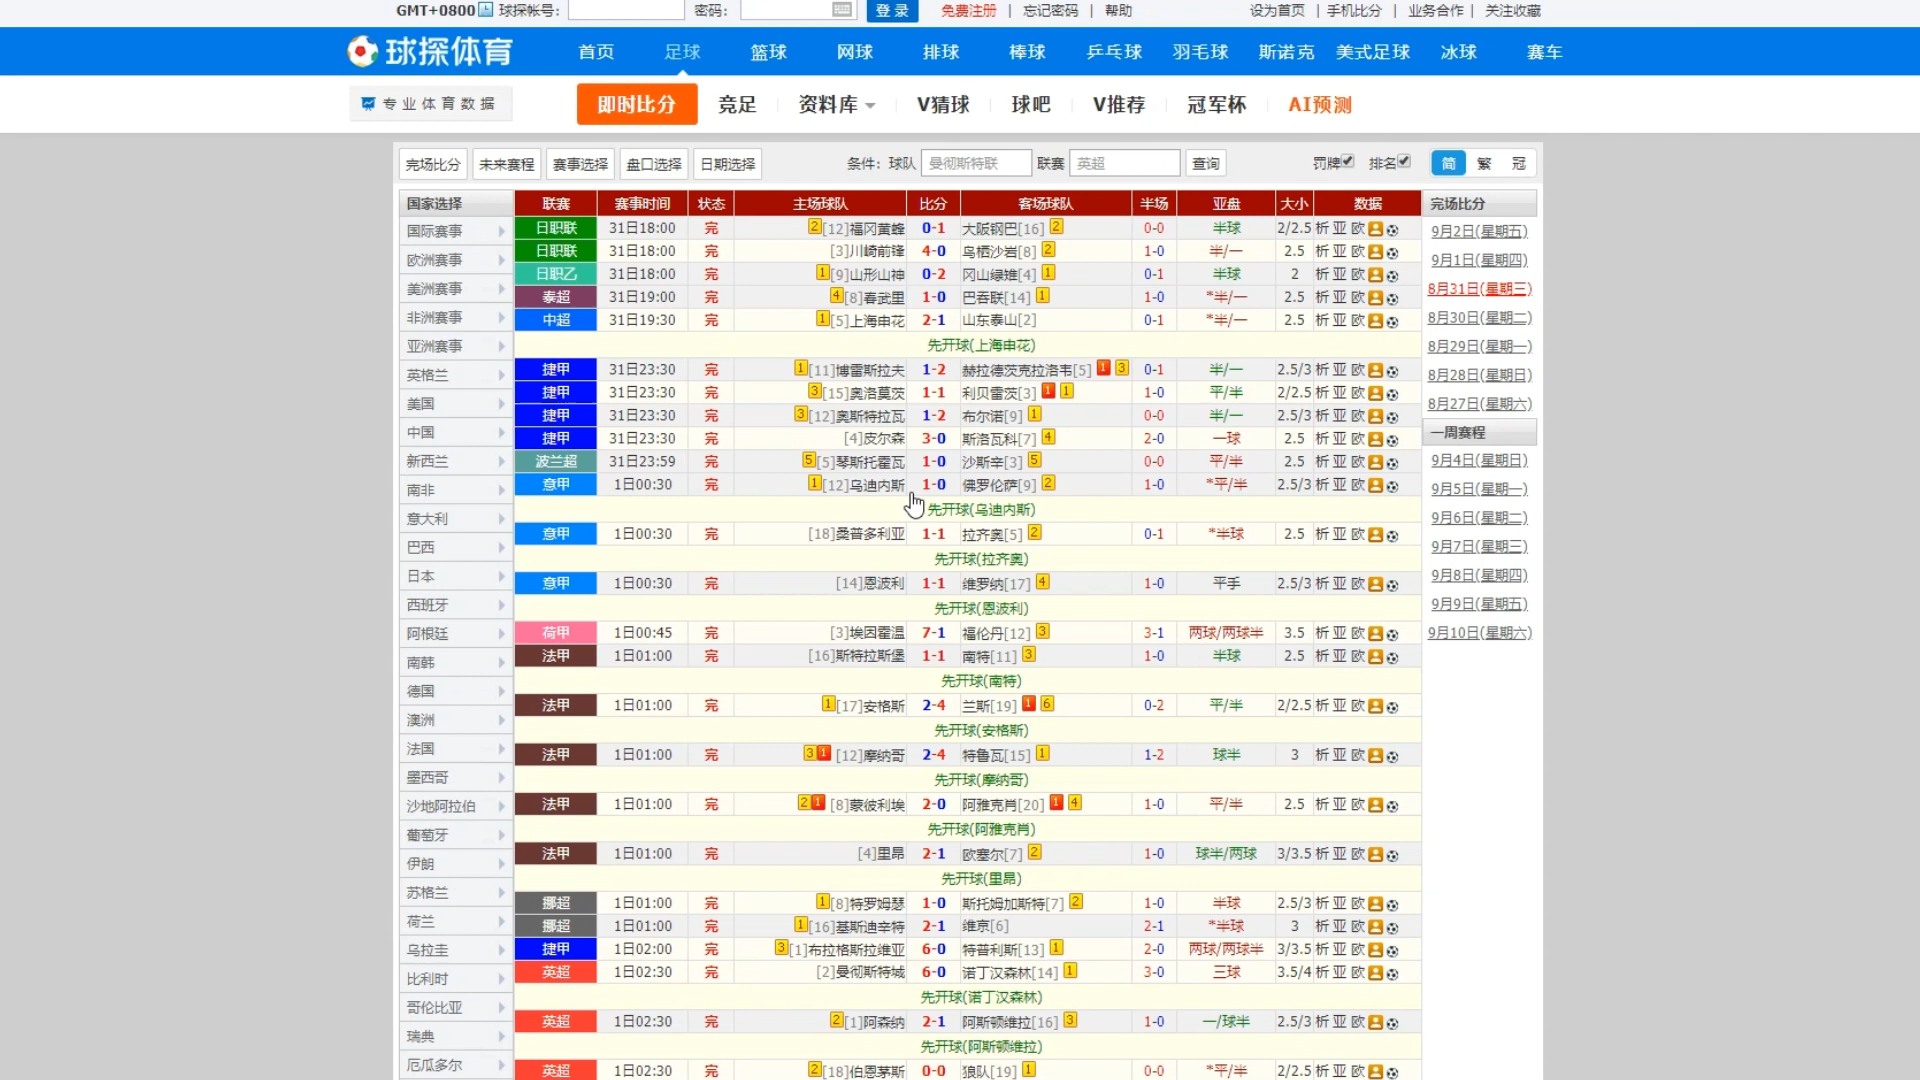 GMT+0800 球探帐号: 密码: 登 录 免费注册 | 忘记密码 | 帮助 设为首页 | 手机比分 | 业务合作 | 关注收藏
球探体育 首页 足球 篮球 网球 排球 棒球 乒乓球 羽毛球 斯诺克 美式足球 冰球 赛车
专业体育数据 即时比分 竞足 资料库 V猜球 球吧 V推荐 冠军杯 AI预测
完场比分 未来赛程 赛事选择 盘口选择 日期选择 条件: 球队 曼彻斯特联 联赛 英超 查询 罚牌 排名 简 繁 冠
国家选择
国际赛事
欧洲赛事
美洲赛事
非洲赛事
亚洲赛事
英格兰
美国
中国
新西兰
南非
意大利
巴西
日本
西班牙
阿根廷
南韩
德国
澳洲
法国
墨西哥
沙地阿拉伯
葡萄牙
伊朗
苏格兰
荷兰
乌拉圭
比利时
哥伦比亚
瑞典
厄瓜多尔
联赛 赛事时间 状态 主场球队 比分 客场球队 半场 亚盘 大小 数据
日职联 31日18:00 完 2 [12]福冈黄蜂 0-1 大阪钢巴[16] 2 0-0 半球 2/2.5 析 亚 欧
日职联 31日18:00 完 [3]川崎前锋 4-0 鸟栖沙岩[8] 2 1-0 半/一 2.5 析 亚 欧
日职乙 31日18:00 完 1 [9]山形山神 0-2 冈山绿雉[4] 1 0-1 半球 2 析 亚 欧
泰超 31日19:00 完 4 [8]春武里 1-0 巴吞联[14] 1 1-0 *半/一 2.5 析 亚 欧
中超 31日19:30 完 1 [5]上海申花 2-1 山东泰山[2] 0-1 *半/一 2.5 析 亚 欧
先开球(上海申花)
捷甲 31日23:30 完 1 [11]博雷斯拉夫 1-2 赫拉德茨克拉洛韦[5] 1 3 0-1 半/一 2.5/3 析 亚 欧
捷甲 31日23:30 完 3 [15]奥洛莫茨 1-1 利贝雷茨[3] 1 1 1-0 平/半 2/2.5 析 亚 欧
捷甲 31日23:30 完 3 [12]奥斯特拉瓦 1-2 布尔诺[9] 1 0-0 半/一 2.5/3 析 亚 欧
捷甲 31日23:30 完 [4]皮尔森 3-0 斯洛瓦科[7] 4 2-0 一球 2.5 析 亚 欧
波兰超 31日23:59 完 5 [5]琴斯托霍瓦 1-0 沙斯辛[3] 5 0-0 平/半 2.5 析 亚 欧
意甲 1日00:30 完 1 [12]乌迪内斯 1-0 佛罗伦萨[9] 2 1-0 *平/半 2.5/3 析 亚 欧
先开球(乌迪内斯)
意甲 1日00:30 完 [18]桑普多利亚 1-1 拉齐奥[5] 2 0-1 *半球 2.5 析 亚 欧
先开球(拉齐奥)
意甲 1日00:30 完 [14]恩波利 1-1 维罗纳[17] 4 1-0 平手 2.5/3 析 亚 欧
先开球(恩波利)
荷甲 1日00:45 完 [3]埃因霍温 7-1 福伦丹[12] 3 3-1 两球/两球半 3.5 析 亚 欧
法甲 1日01:00 完 [16]斯特拉斯堡 1-1 南特[11] 3 1-0 半球 2.5 析 亚 欧
先开球(南特)
法甲 1日01:00 完 1 [17]安格斯 2-4 兰斯[19] 1 6 0-2 平/半 2/2.5 析 亚 欧
先开球(安格斯)
法甲 1日01:00 完 3 1 [12]摩纳哥 2-4 特鲁瓦[15] 1 1-2 球半 3 析 亚 欧
先开球(摩纳哥)
法甲 1日01:00 完 2 1 [8]蒙彼利埃 2-0 阿雅克肖[20] 1 4 1-0 平/半 2.5 析 亚 欧
先开球(阿雅克肖)
法甲 1日01:00 完 [4]里昂 2-1 欧塞尔[7] 2 1-0 球半/两球 3/3.5 析 亚 欧
先开球(里昂)
挪超 1日01:00 完 1 [8]特罗姆瑟 1-0 斯托姆加斯特[7] 2 1-0 半球 2.5/3 析 亚 欧
挪超 1日01:00 完 1 [16]基斯迪辛特 2-1 维京[6] 2-1 *半球 3 析 亚 欧
捷甲 1日02:00 完 3 [1]布拉格斯拉维亚 6-0 特普利斯[13] 1 2-0 两球/两球半 3/3.5 析 亚 欧
英超 1日02:30 完 [2]曼彻斯特城 6-0 诺丁汉森林[14] 1 3-0 三球 3.5/4 析 亚 欧
先开球(诺丁汉森林)
英超 1日02:30 完 2 [1]阿森纳 2-1 阿斯顿维拉[16] 3 1-0 一/球半 2.5/3 析 亚 欧
先开球(阿斯顿维拉)
英超 1日02:30 完 2 [18]伯恩茅斯 0-0 狼队[19] 1 0-0 *平/半 2/2.5 析 亚 欧
完场比分
9月2日(星期五)
9月1日(星期四)
8月31日(星期三)
8月30日(星期二)
8月29日(星期一)
8月28日(星期日)
8月27日(星期六)
一周赛程
9月4日(星期日)
9月5日(星期一)
9月6日(星期二)
9月7日(星期三)
9月8日(星期四)
9月9日(星期五)
9月10日(星期六)